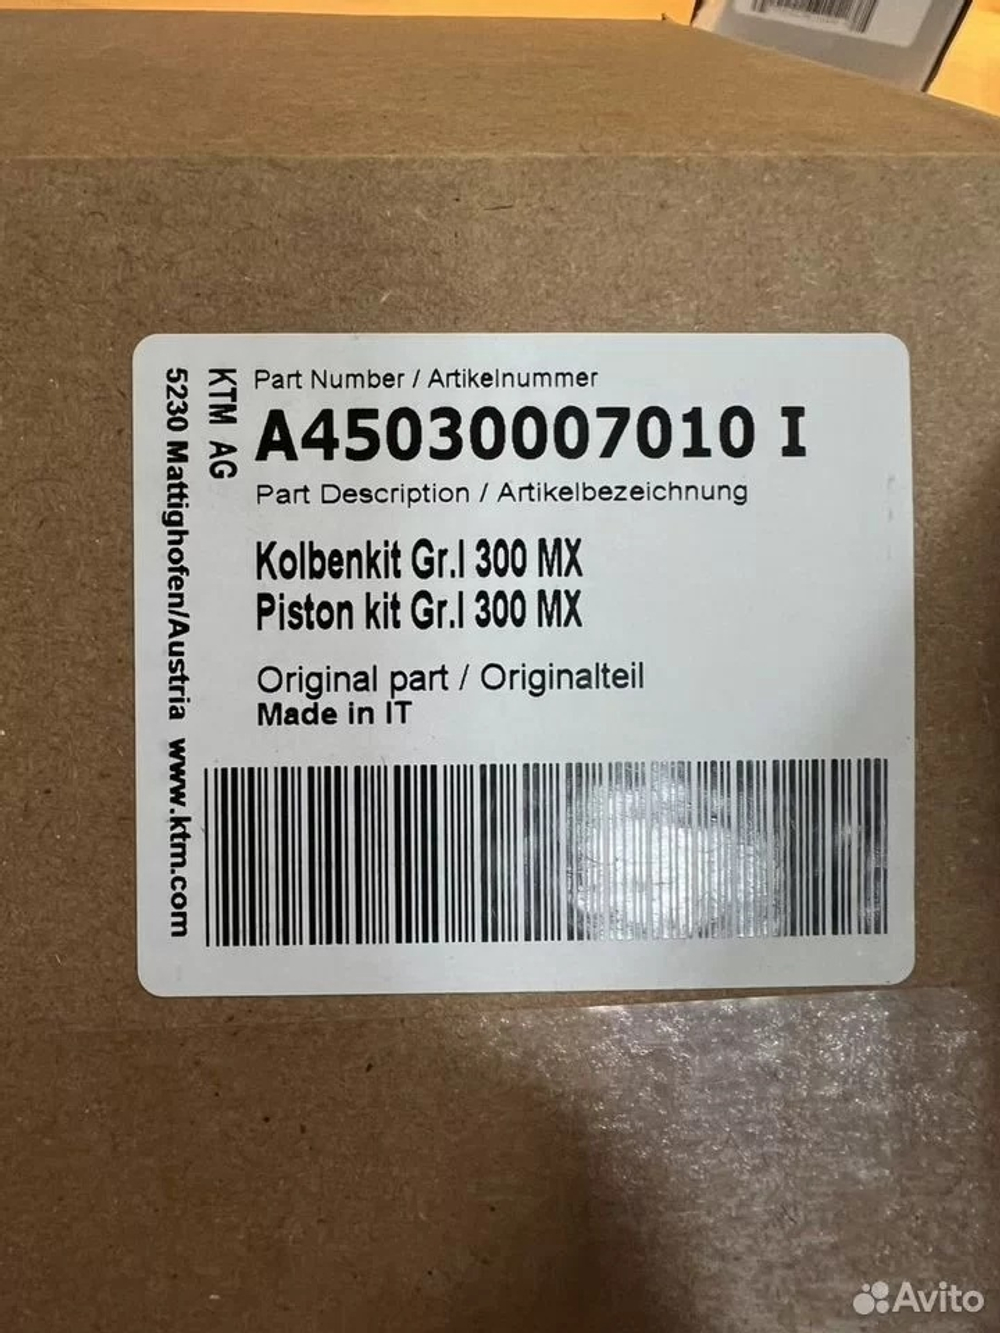 KTM AG
5230 Mattighofen/Austria www.ktm.com
Part Number / Artikelnummer
A45030007010 I
Part Description / Artikelbezeichnung
Kolbenkit Gr.I 300 MX
Piston kit Gr.I 300 MX
Original part / Originalteil
Made in IT
Avito